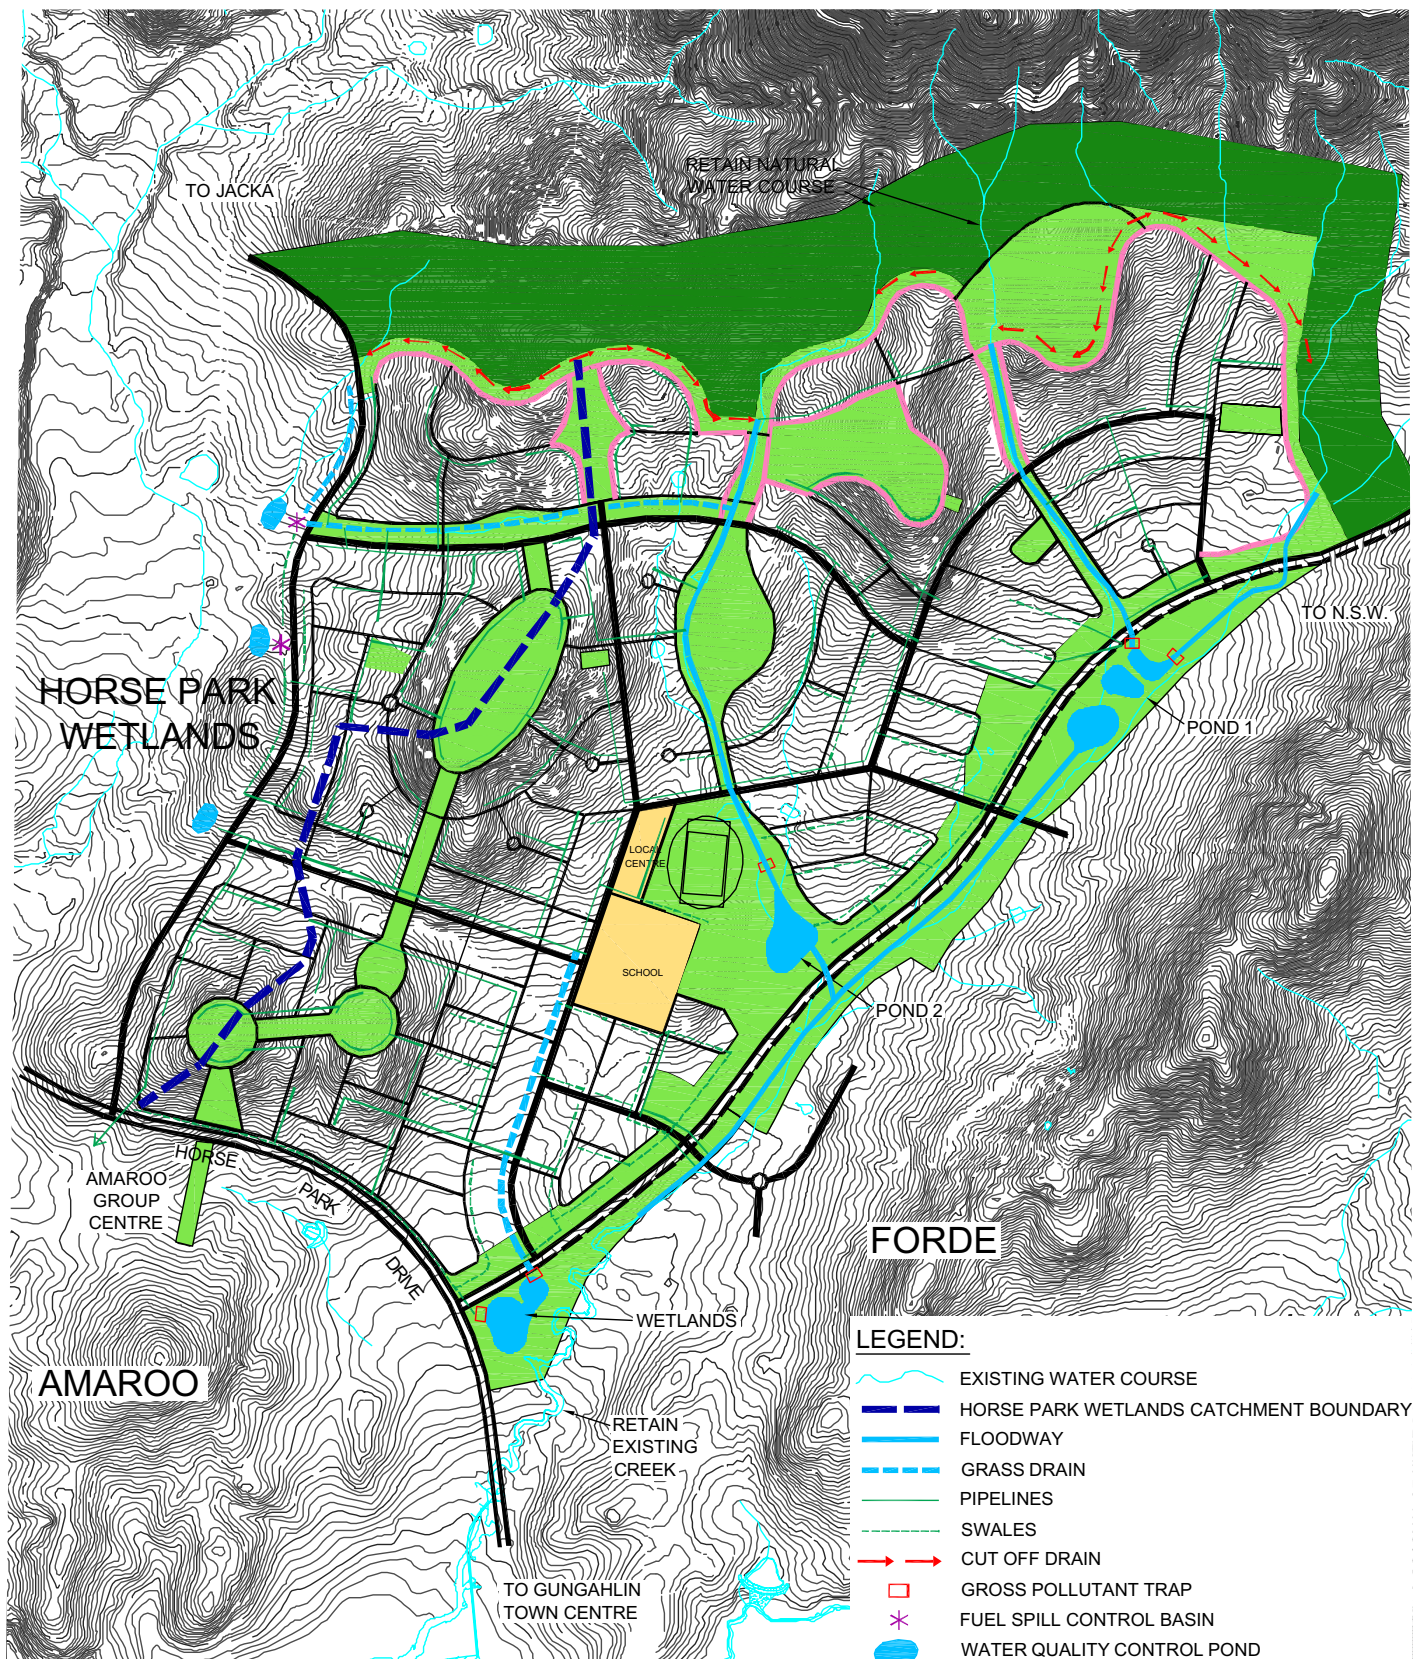 RETAIN NATURAL
WATER COURSE
TO JACKA
TO N.S.W.
HORSE PARK
WETLANDS
POND 1
LOCAL
CENTRE
SCHOOL
POND 2
HORSE
PARK
DRIVE
AMAROO
GROUP
CENTRE
FORDE
WETLANDS
AMAROO
RETAIN
EXISTING
CREEK
TO GUNGAHLIN
TOWN CENTRE
LEGEND:
EXISTING WATER COURSE
HORSE PARK WETLANDS CATCHMENT BOUNDARY
FLOODWAY
GRASS DRAIN
PIPELINES
SWALES
CUT OFF DRAIN
GROSS POLLUTANT TRAP
FUEL SPILL CONTROL BASIN
WATER QUALITY CONTROL POND